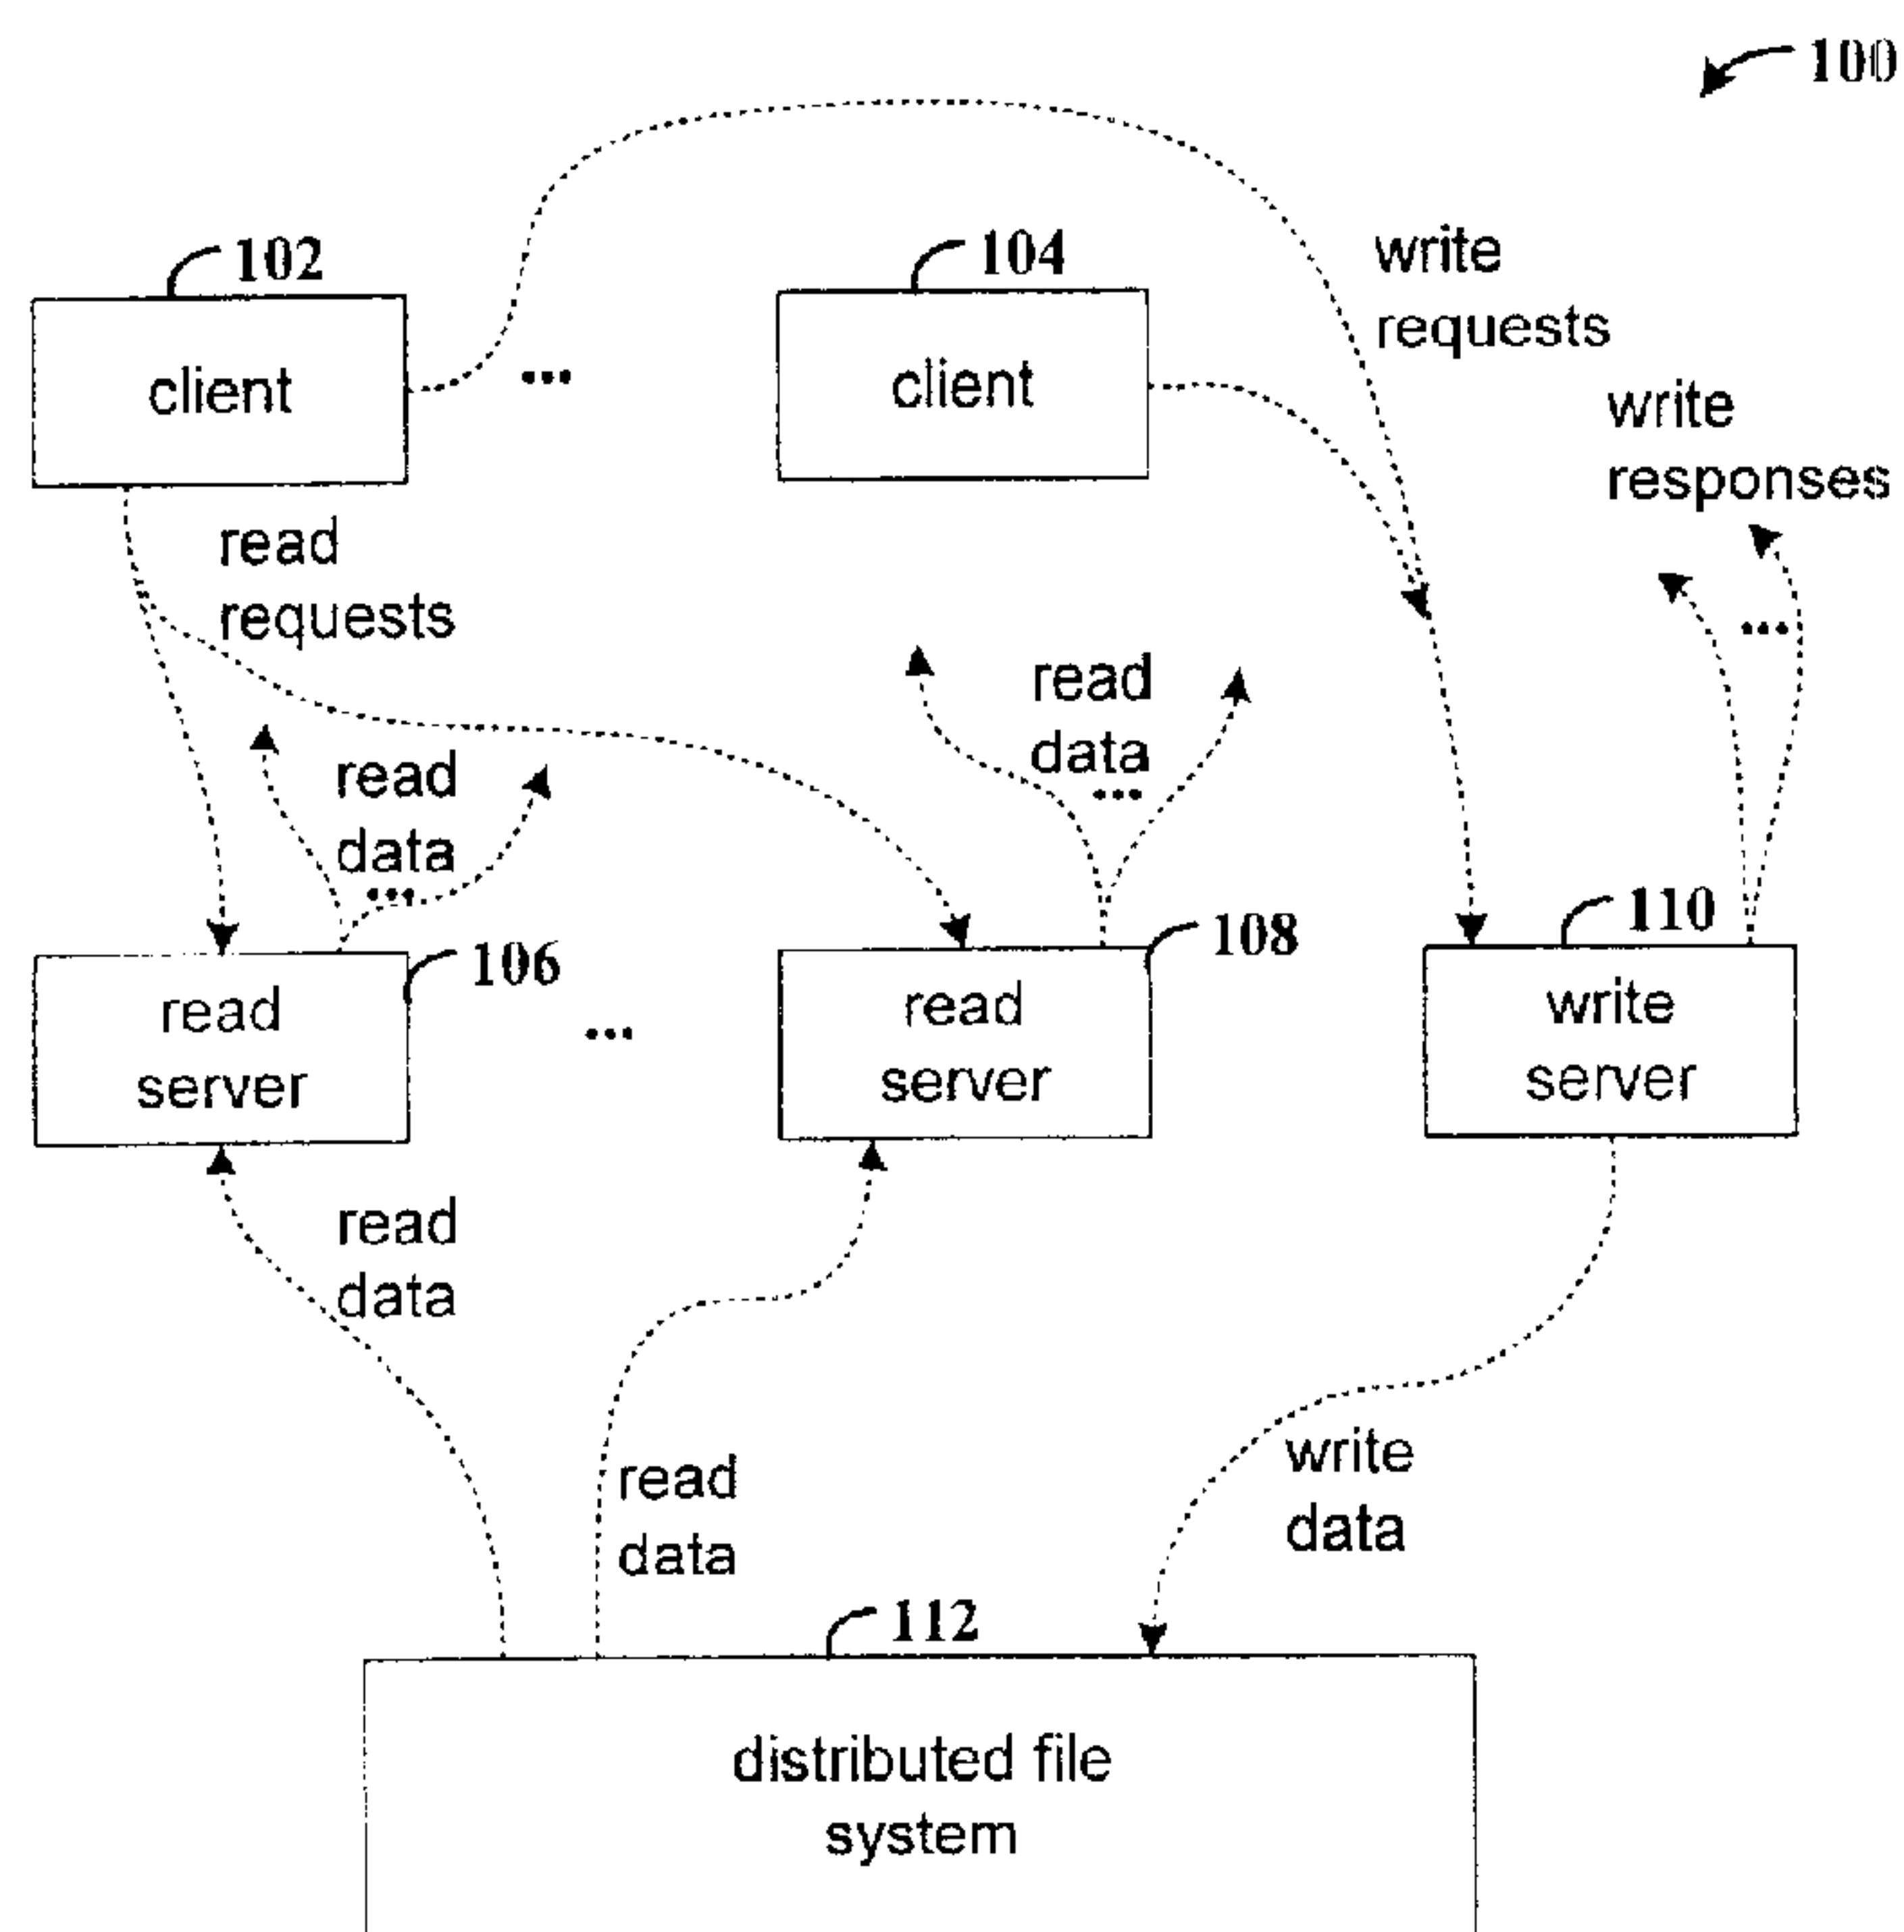 100
102
104
write
requests
client
...
client
write
responses
read
requests
...
read
data
...
read
data
...
110
108
106
read
server
...
read
server
write
server
read
data
read
data
write
data
112
distributed file
system